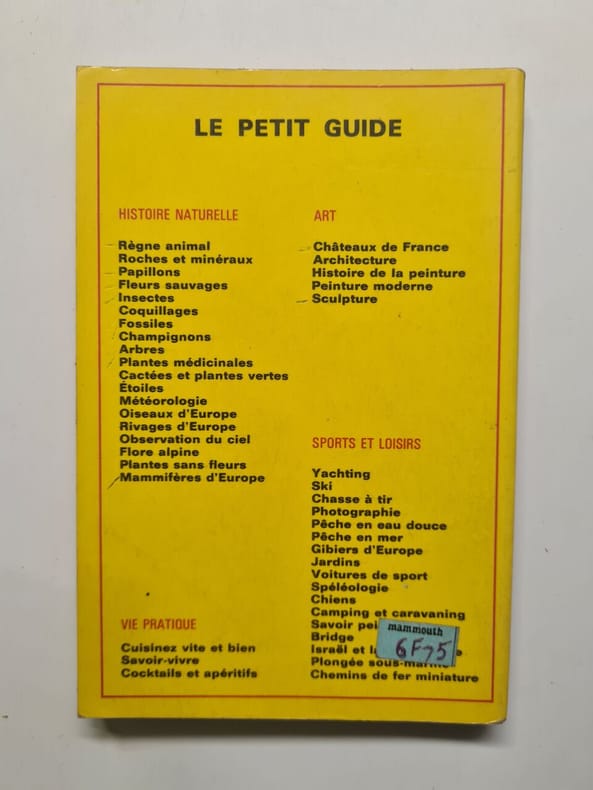 LE PETIT GUIDE
HISTOIRE NATURELLE
Règne animal
Roches et minéraux
Papillons
Fleurs sauvages
Insectes
Coquillages
Fossiles
Champignons
Arbres
Plantes médicinales
Cactées et plantes vertes
Étoiles
Météorologie
Oiseaux d'Europe
Rivages d'Europe
Observation du ciel
Flore alpine
Plantes sans fleurs
Mammifères d'Europe
VIE PRATIQUE
Cuisinez vite et bien
Savoir-vivre
Cocktails et apéritifs
ART
Châteaux de France
Architecture
Histoire de la peinture
Peinture moderne
Sculpture
SPORTS ET LOISIRS
Yachting
Ski
Chasse à tir
Photographie
Pêche en eau douce
Pêche en mer
Gibiers d'Europe
Jardins
Voitures de sport
Spéléologie
Chiens
Camping et caravaning
Savoir
Bridge
Israël et
Plongée sous-marine
Chemins de fer miniature
mammouth
6F75